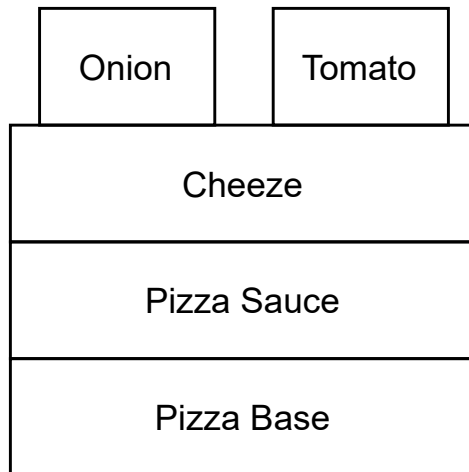 Onion
Tomato
Cheeze
Pizza Sauce
Pizza Base